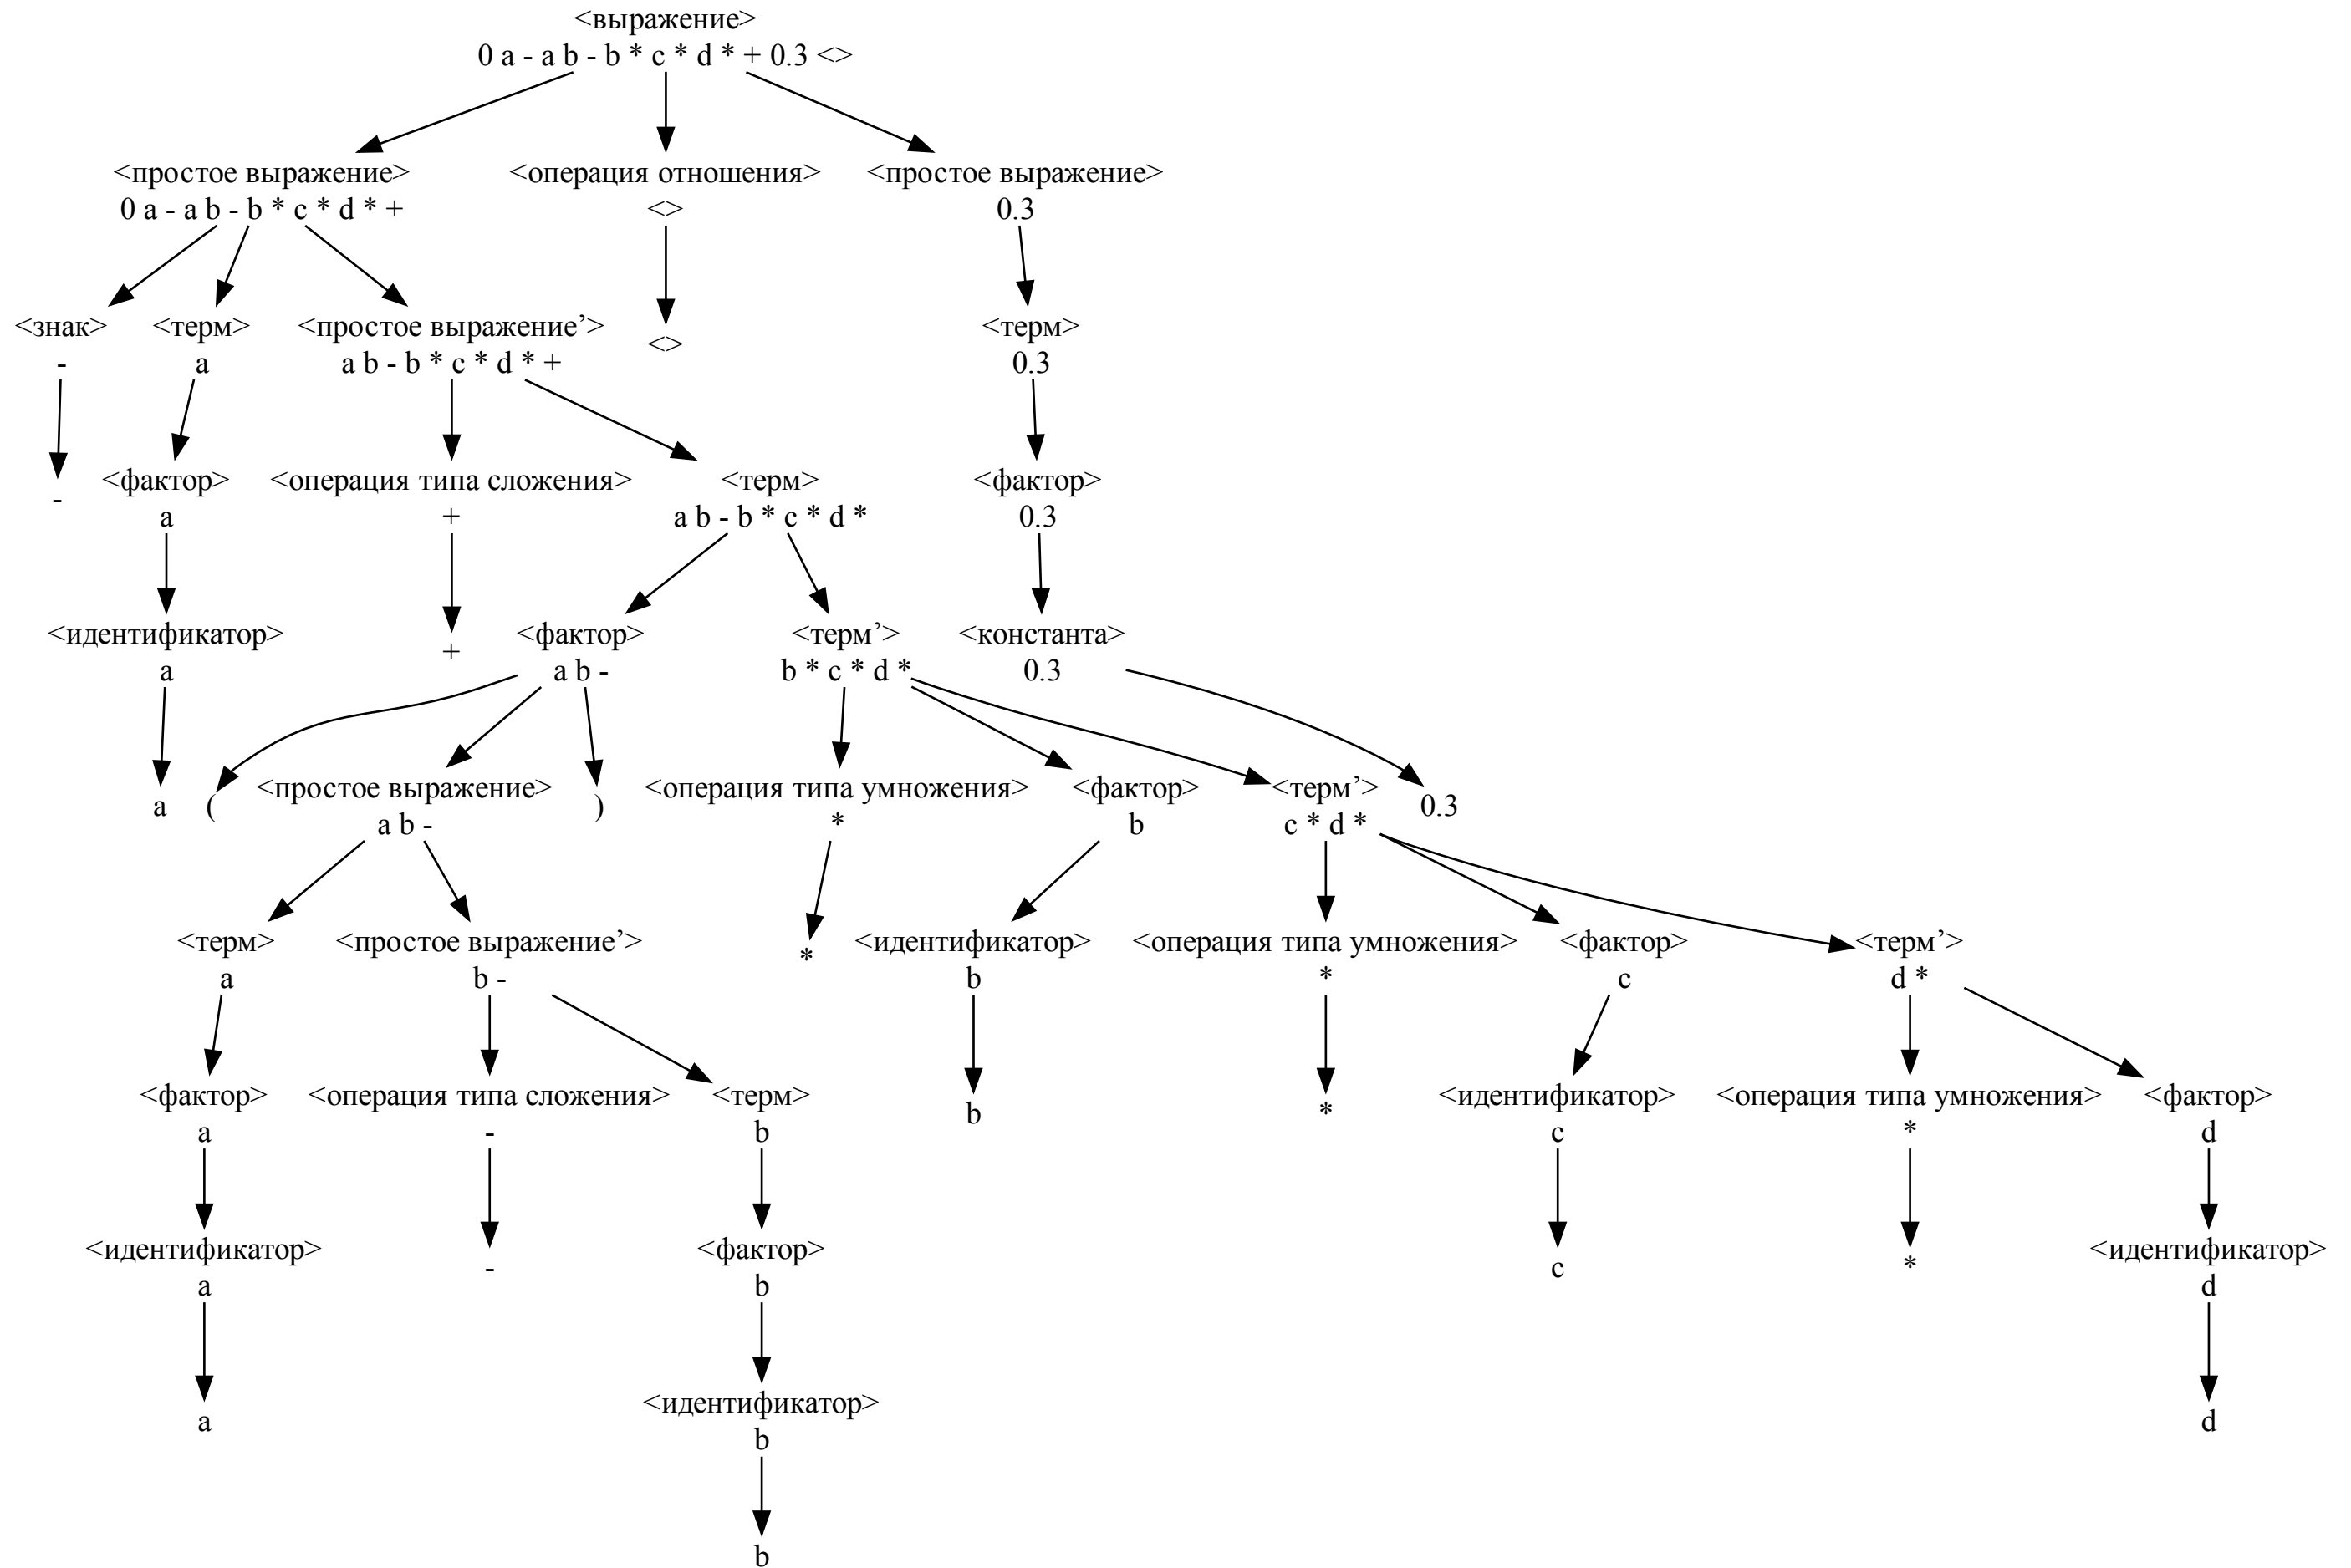 <выражение>
0 a - a b - b * c * d * + 0.3 <>
<простое выражение> <операция отношения> <простое выражение>
0 a - a b - b * c * d * + <> 0.3
<знак> <терм> <простое выражение’> <> <терм>
- a a b - b * c * d * + 0.3
- <фактор> <операция типа сложения> <терм> <фактор>
a + a b - b * c * d * 0.3
<идентификатор> + <фактор> <терм’> <константа>
a a b - b * c * d * 0.3
a ( <простое выражение> ) <операция типа умножения> <фактор> <терм’> 0.3
a b - * b c * d *
<терм> <простое выражение’> * <идентификатор> <операция типа умножения> <фактор> <терм’>
a b - b * c d *
<фактор> <операция типа сложения> <терм> b * <идентификатор> <операция типа умножения> <фактор>
a - b c * d
<идентификатор> - <фактор> c * <идентификатор>
a b d
a <идентификатор> d
b
b